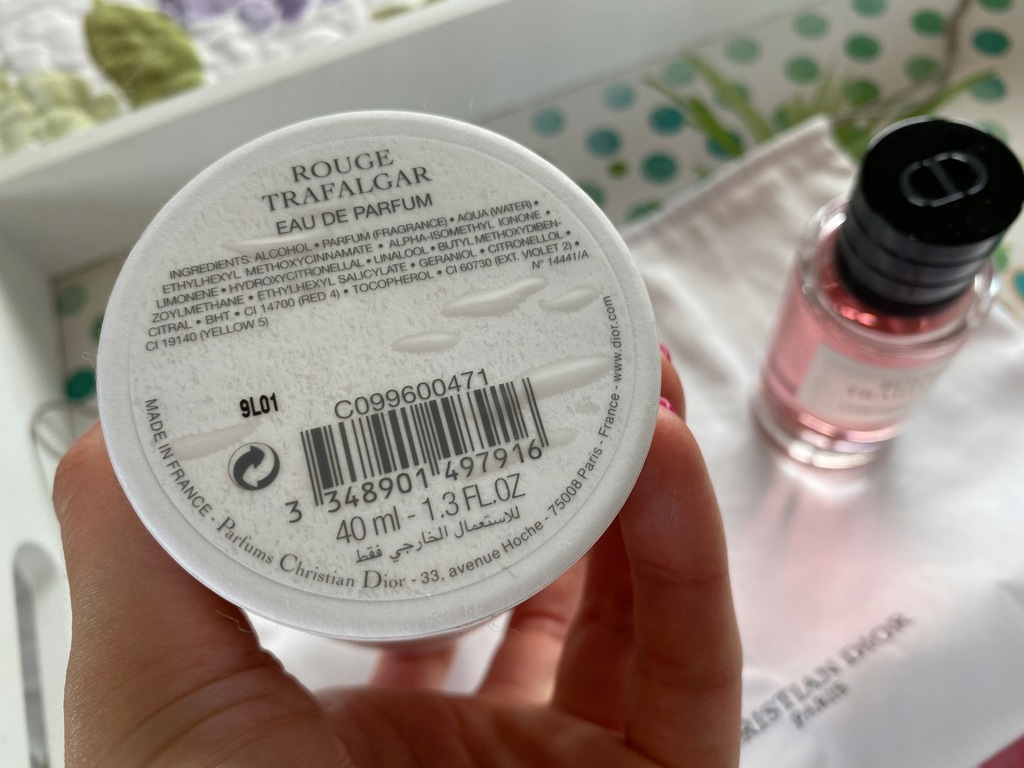 ROUGE
TRAFALGAR
EAU DE PARFUM
INGREDIENTS: ALCOHOL • PARFUM (FRAGRANCE) • AQUA (WATER) •
ETHYLHEXYL METHOXYCINNAMATE • ALPHA-ISOMETHYL IONONE •
LIMONENE • HYDROXYCITRONELLAL • LINALOOL • BUTYL METHOXYDIBEN-
ZOYLMETHANE • ETHYLHEXYL SALICYLATE • GERANIOL • CITRONELLOL •
CITRAL • BHT • CI 14700 (RED 4) • TOCOPHEROL • CI 60730 (EXT. VIOLET 2) •
CI 19140 (YELLOW 5)
N° 14441/A
9L01
C099600471
3 348901 497916
40 ml - 1.3 FL.OZ
للاستعمال الخارجي فقط
MADE IN FRANCE - Parfums Christian Dior - 33, avenue Hoche - 75008 Paris - France - www.dior.com
RISTIAN DIOR
PARIS